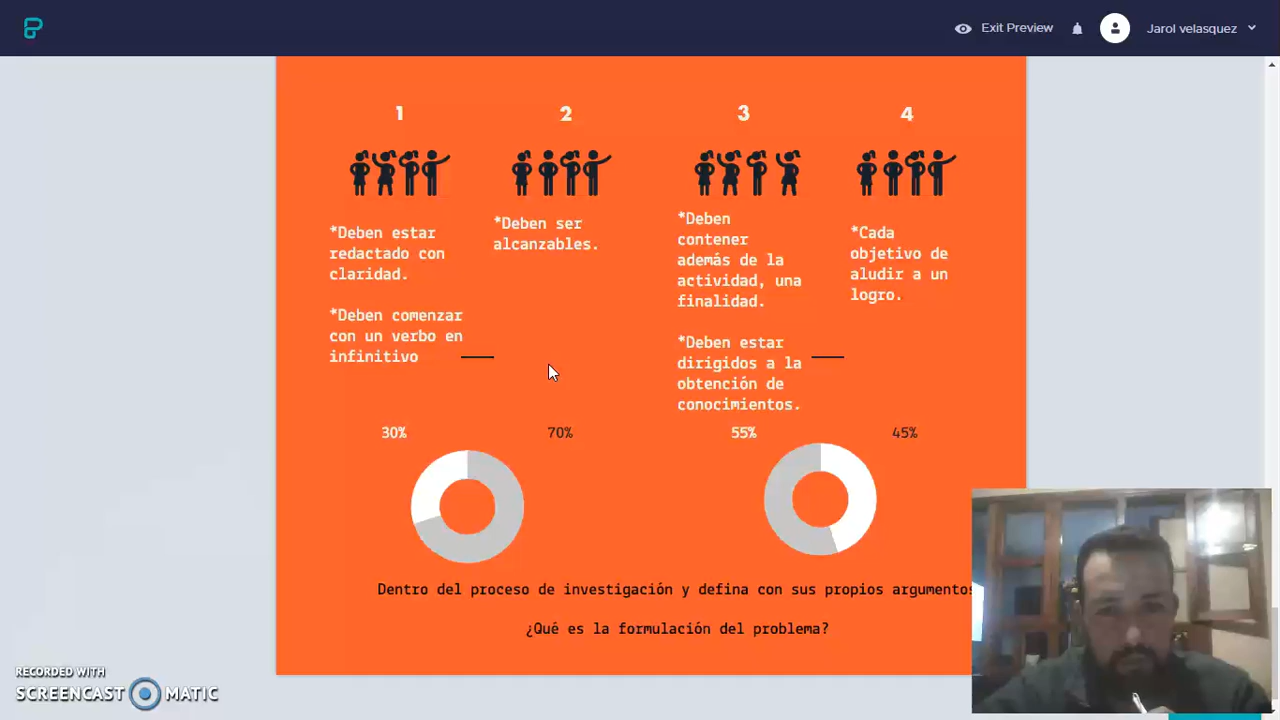 Exit Preview
Jarol velasquez
1
2
3
4
*Deben estar
redactado con
claridad.
*Deben comenzar
con un verbo en
infinitivo
*Deben ser
alcanzables.
*Deben
contener
además de la
actividad, una
finalidad.
*Deben estar
dirigidos a la
obtención de
conocimientos.
*Cada
objetivo de
aludir a un
logro.
30%
70%
55%
45%
Dentro del proceso de investigación y defina con sus propios argumentos
¿Qué es la formulación del problema?
RECORDED WITH
SCREENCAST MATIC